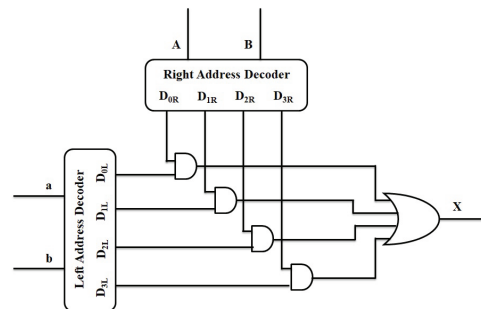 A B
Right Address Decoder
D0R D1R D2R D3R
a
b
Left Address Decoder
D0L
D1L
D2L
D3L
X